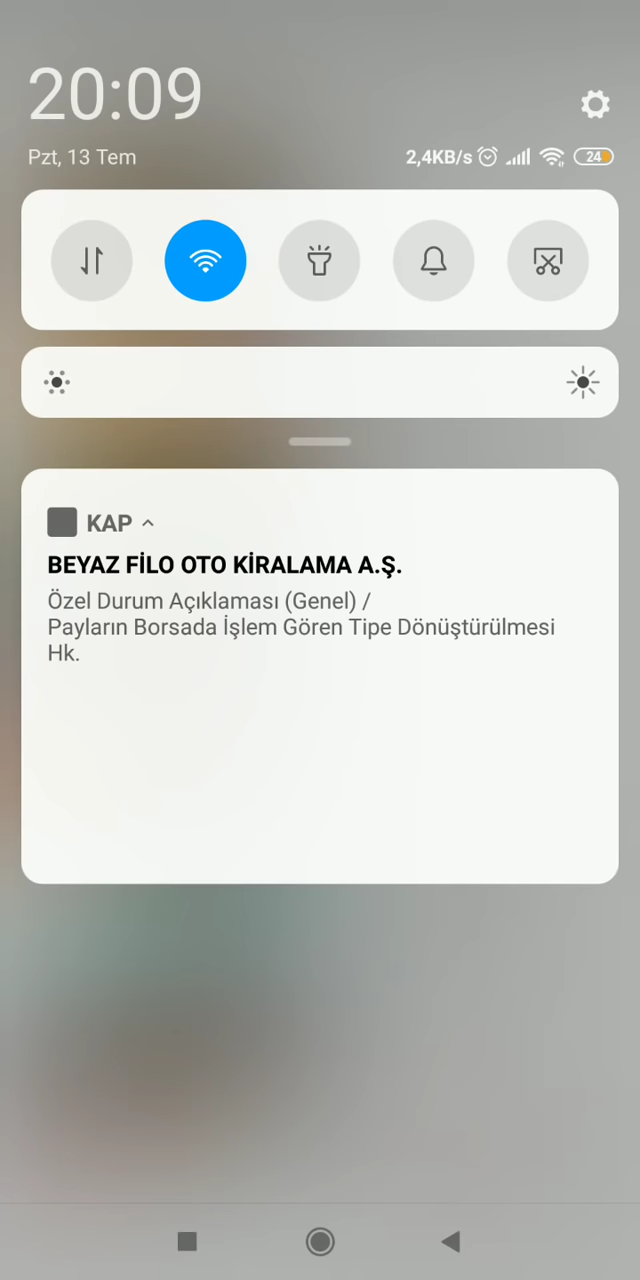 20:09
Pzt, 13 Tem
2,4KB/s
24
KAP
BEYAZ FİLO OTO KİRALAMA A.Ş.
Özel Durum Açıklaması (Genel) /
Payların Borsada İşlem Gören Tipe Dönüştürülmesi
Hk.